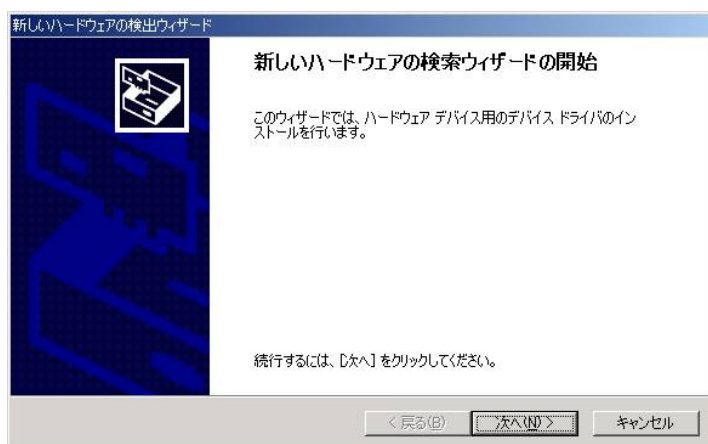 新しいハードウェアの検出ウィザード
新しいハードウェアの検索ウィザードの開始
このウィザードでは、ハードウェア デバイス用のデバイス ドライバのイン
ストールを行います。
続行するには、[次へ] をクリックしてください。
< 戻る(B)
次へ(N) >
キャンセル